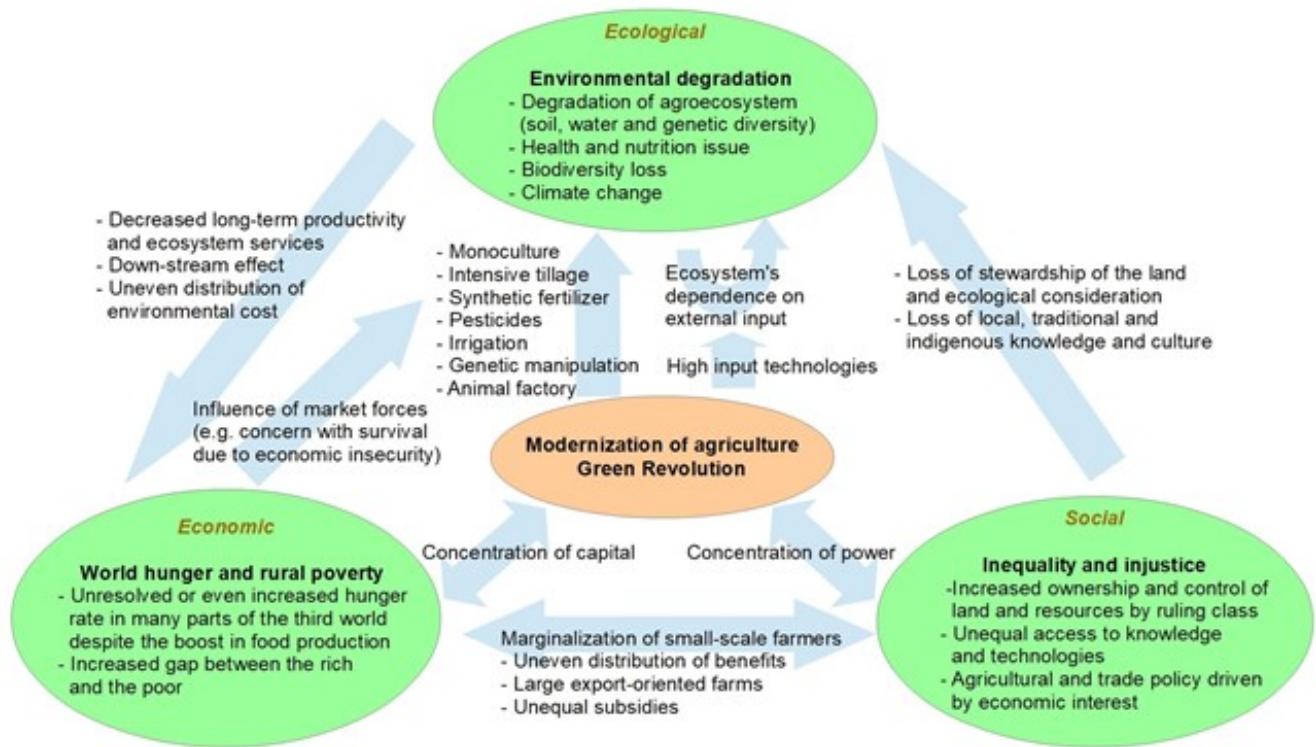 Ecological
Environmental degradation
- Degradation of agroecosystem
(soil, water and genetic diversity)
- Health and nutrition issue
- Biodiversity loss
- Climate change
- Decreased long-term productivity
and ecosystem services
- Down-stream effect
- Uneven distribution of
environmental cost
- Monoculture
- Intensive tillage
- Synthetic fertilizer
- Pesticides
- Irrigation
- Genetic manipulation
- Animal factory
Ecosystem's
dependence on
external input
High input technologies
- Loss of stewardship of the land
and ecological consideration
- Loss of local, traditional and
indigenous knowledge and culture
Influence of market forces
(e.g. concern with survival
due to economic insecurity)
Modernization of agriculture
Green Revolution
Economic
World hunger and rural poverty
- Unresolved or even increased hunger
rate in many parts of the third world
despite the boost in food production
- Increased gap between the rich
and the poor
Concentration of capital
Concentration of power
Marginalization of small-scale farmers
- Uneven distribution of benefits
- Large export-oriented farms
- Unequal subsidies
Social
Inequality and injustice
-Increased ownership and control of
land and resources by ruling class
- Unequal access to knowledge
and technologies
- Agricultural and trade policy driven
by economic interest